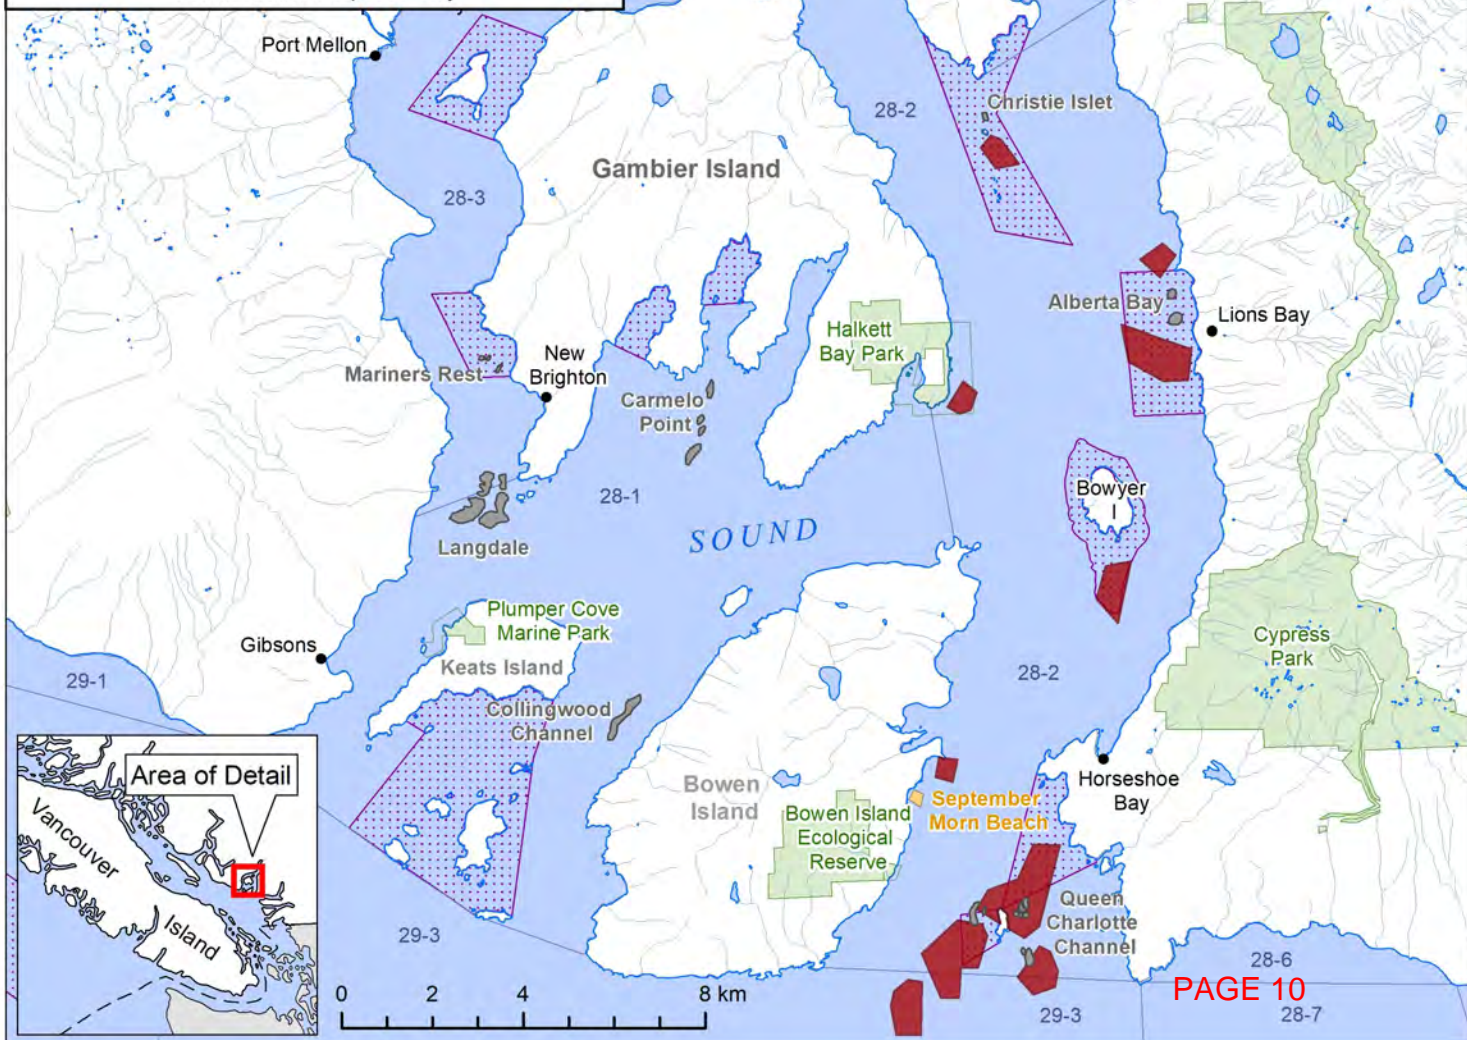 Port Mellon
Christie Islet
28-2
Gambier Island
28-3
Alberta Bay
Lions Bay
Halkett
Bay Park
New
Brighton
Mariners Rest
Carmelo
Point
Bowyer
I
28-1
SOUND
Langdale
Plumper Cove
Marine Park
Gibsons
Keats Island
Cypress
Park
29-1
28-2
Collingwood
Channel
Area of Detail
Horseshoe
Bay
Bowen
Island
September
Morn Beach
Bowen Island
Ecological
Reserve
Vancouver
Island
Queen
Charlotte
Channel
29-3
28-6
PAGE 10
0 2 4 8 km
29-3
28-7